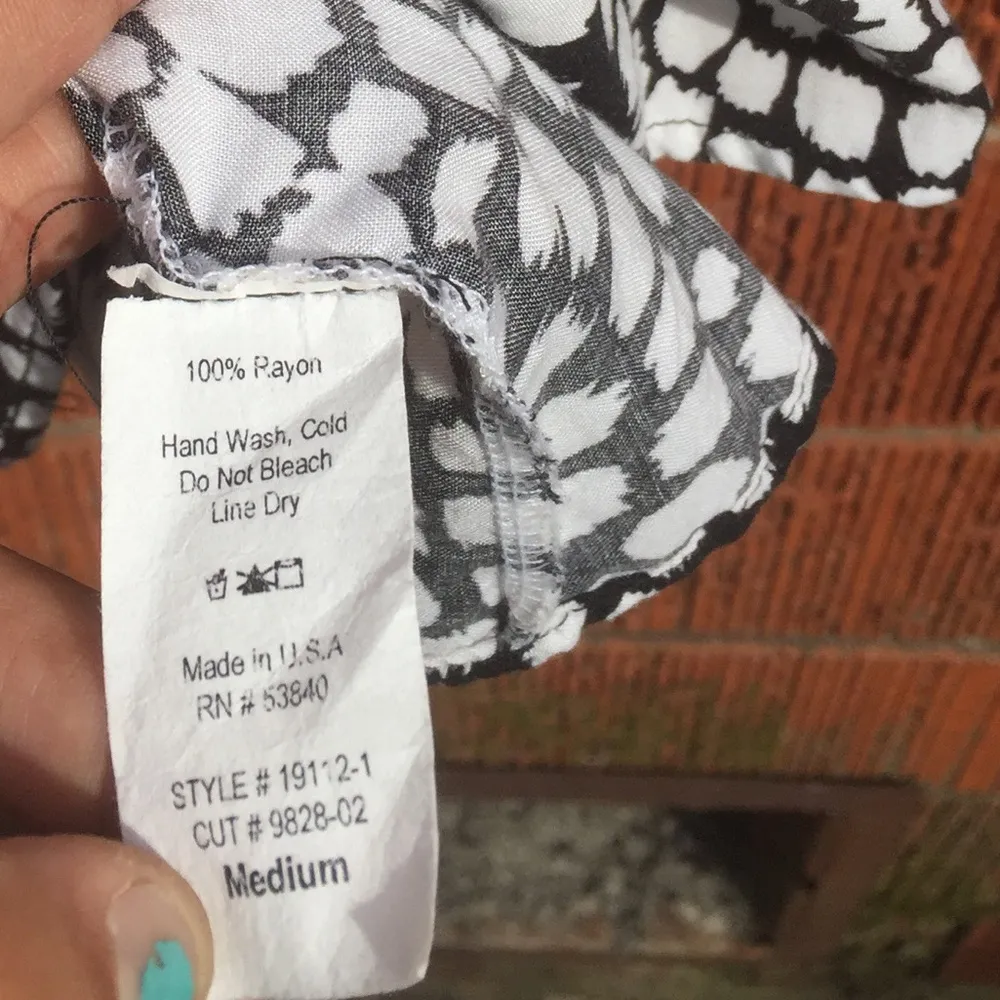 100% Rayon
Hand Wash, Cold
Do Not Bleach
Line Dry
Made in U.S.A
RN # 53840
STYLE # 19112-1
CUT # 9828-02
Medium